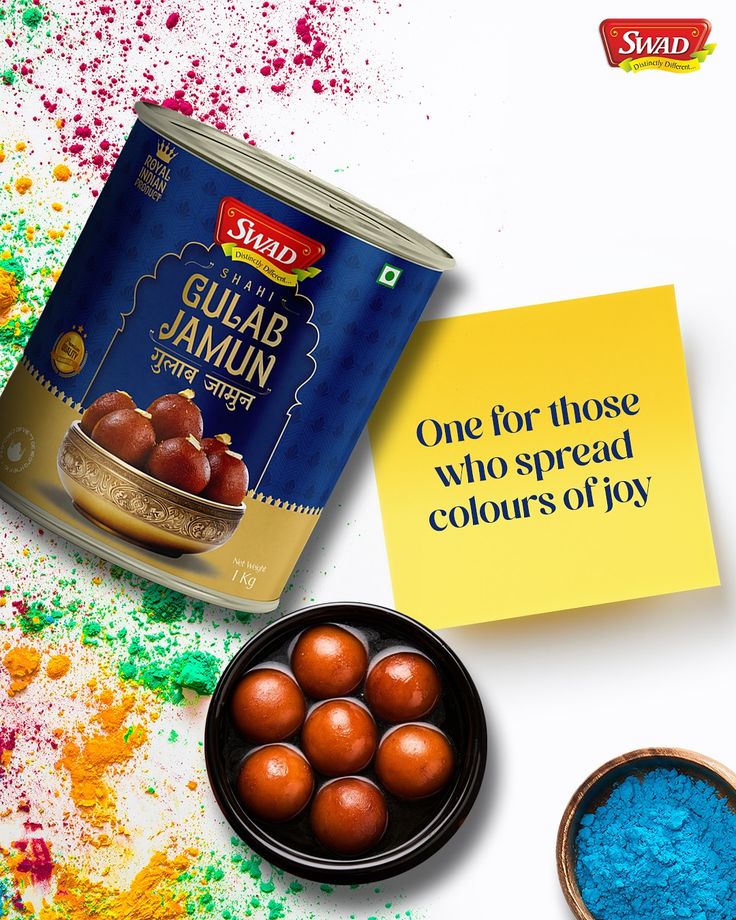 SWAD
Distinctly Different...
ROYAL
INDIAN
PRODUCT
SWAD
Distinctly Different...
SHAHI
GULAB
JAMUN
गुलाब जामुन
QUALITY
Net Weight
1 Kg
One for those
who spread
colours of joy